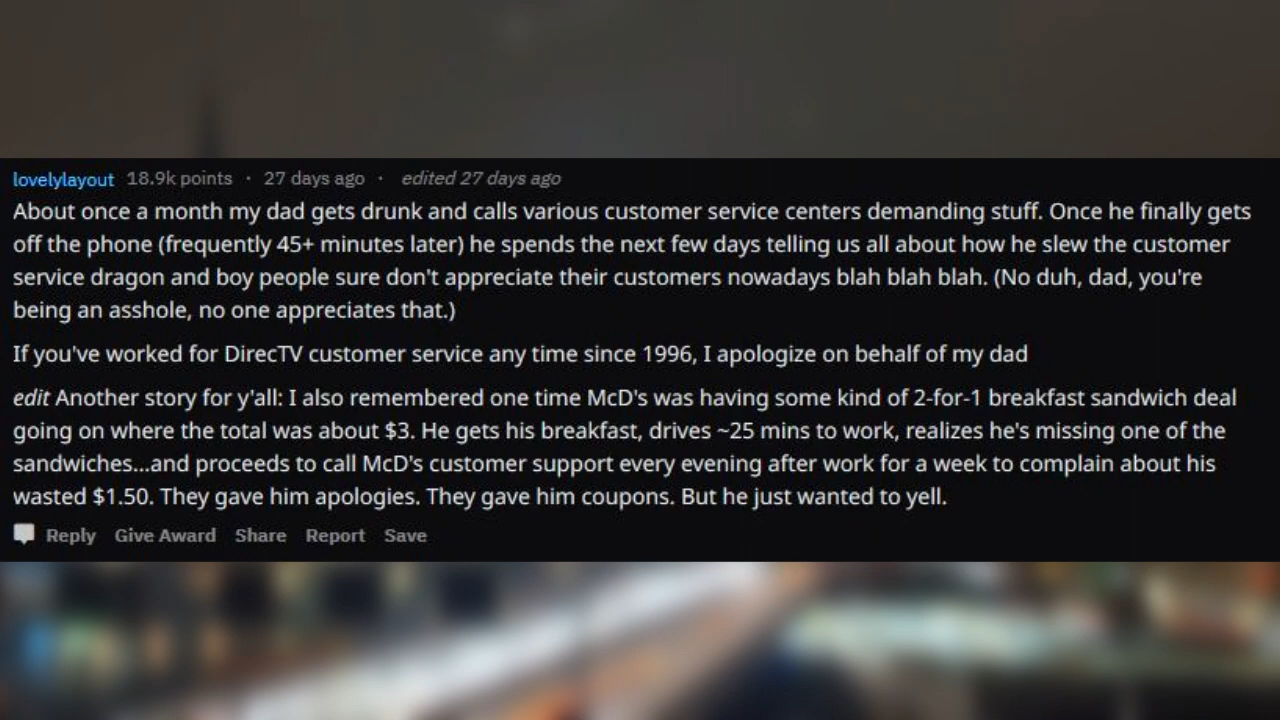 lovelylayout 18.9k points · 27 days ago · edited 27 days ago
About once a month my dad gets drunk and calls various customer service centers demanding stuff. Once he finally gets
off the phone (frequently 45+ minutes later) he spends the next few days telling us all about how he slew the customer
service dragon and boy people sure don't appreciate their customers nowadays blah blah blah. (No duh, dad, you're
being an asshole, no one appreciates that.)
If you've worked for DirecTV customer service any time since 1996, I apologize on behalf of my dad
edit Another story for y'all: I also remembered one time McD's was having some kind of 2-for-1 breakfast sandwich deal
going on where the total was about $3. He gets his breakfast, drives ~25 mins to work, realizes he's missing one of the
sandwiches...and proceeds to call McD's customer support every evening after work for a week to complain about his
wasted $1.50. They gave him apologies. They gave him coupons. But he just wanted to yell.
Reply Give Award Share Report Save